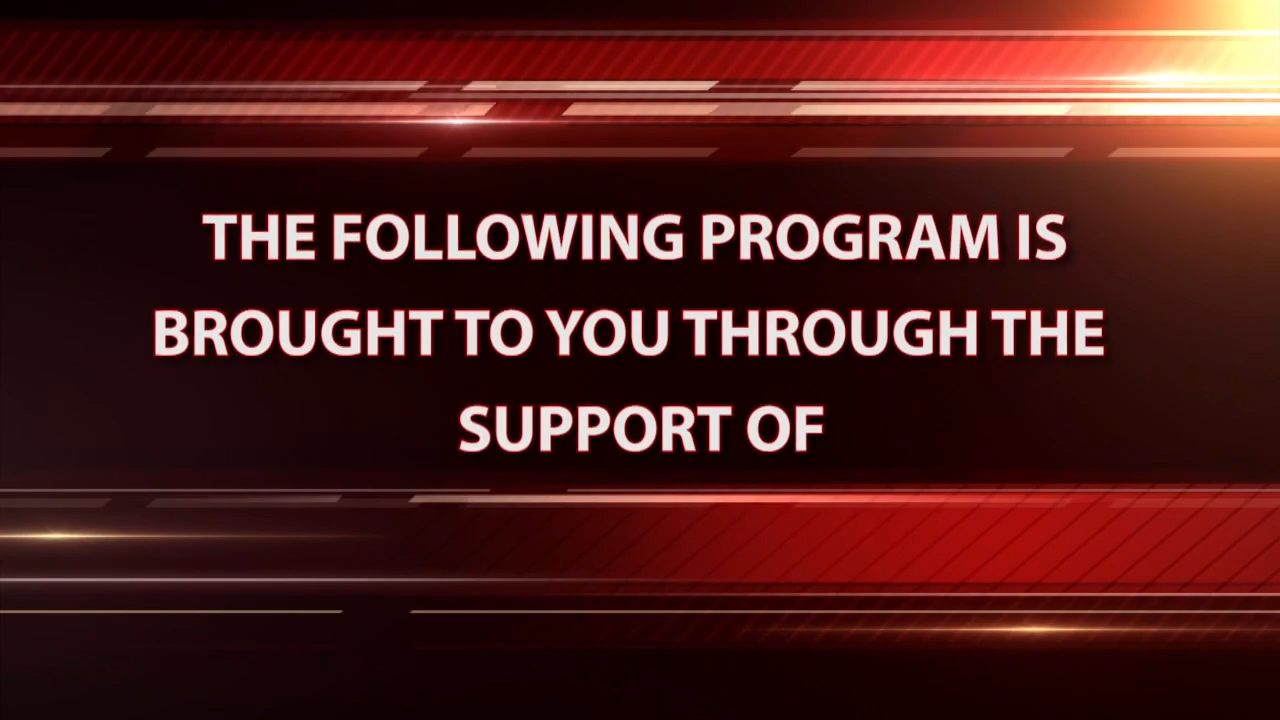 THE FOLLOWING PROGRAM IS
BROUGHT TO YOU THROUGH THE
SUPPORT OF